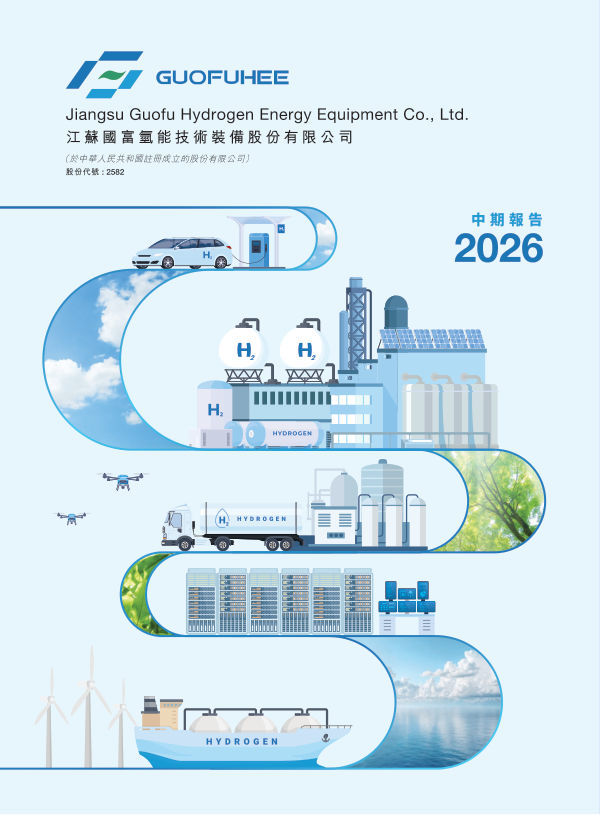 GUOFUHEE
Jiangsu Guofu Hydrogen Energy Equipment Co., Ltd.
江蘇國富氫能技術裝備股份有限公司
（於中華人民共和國註冊成立的股份有限公司）
股份代號 : 2582
中期報告
2026
H2
H2
H2
H2
H2
HYDROGEN
H2
HYDROGEN
HYDROGEN